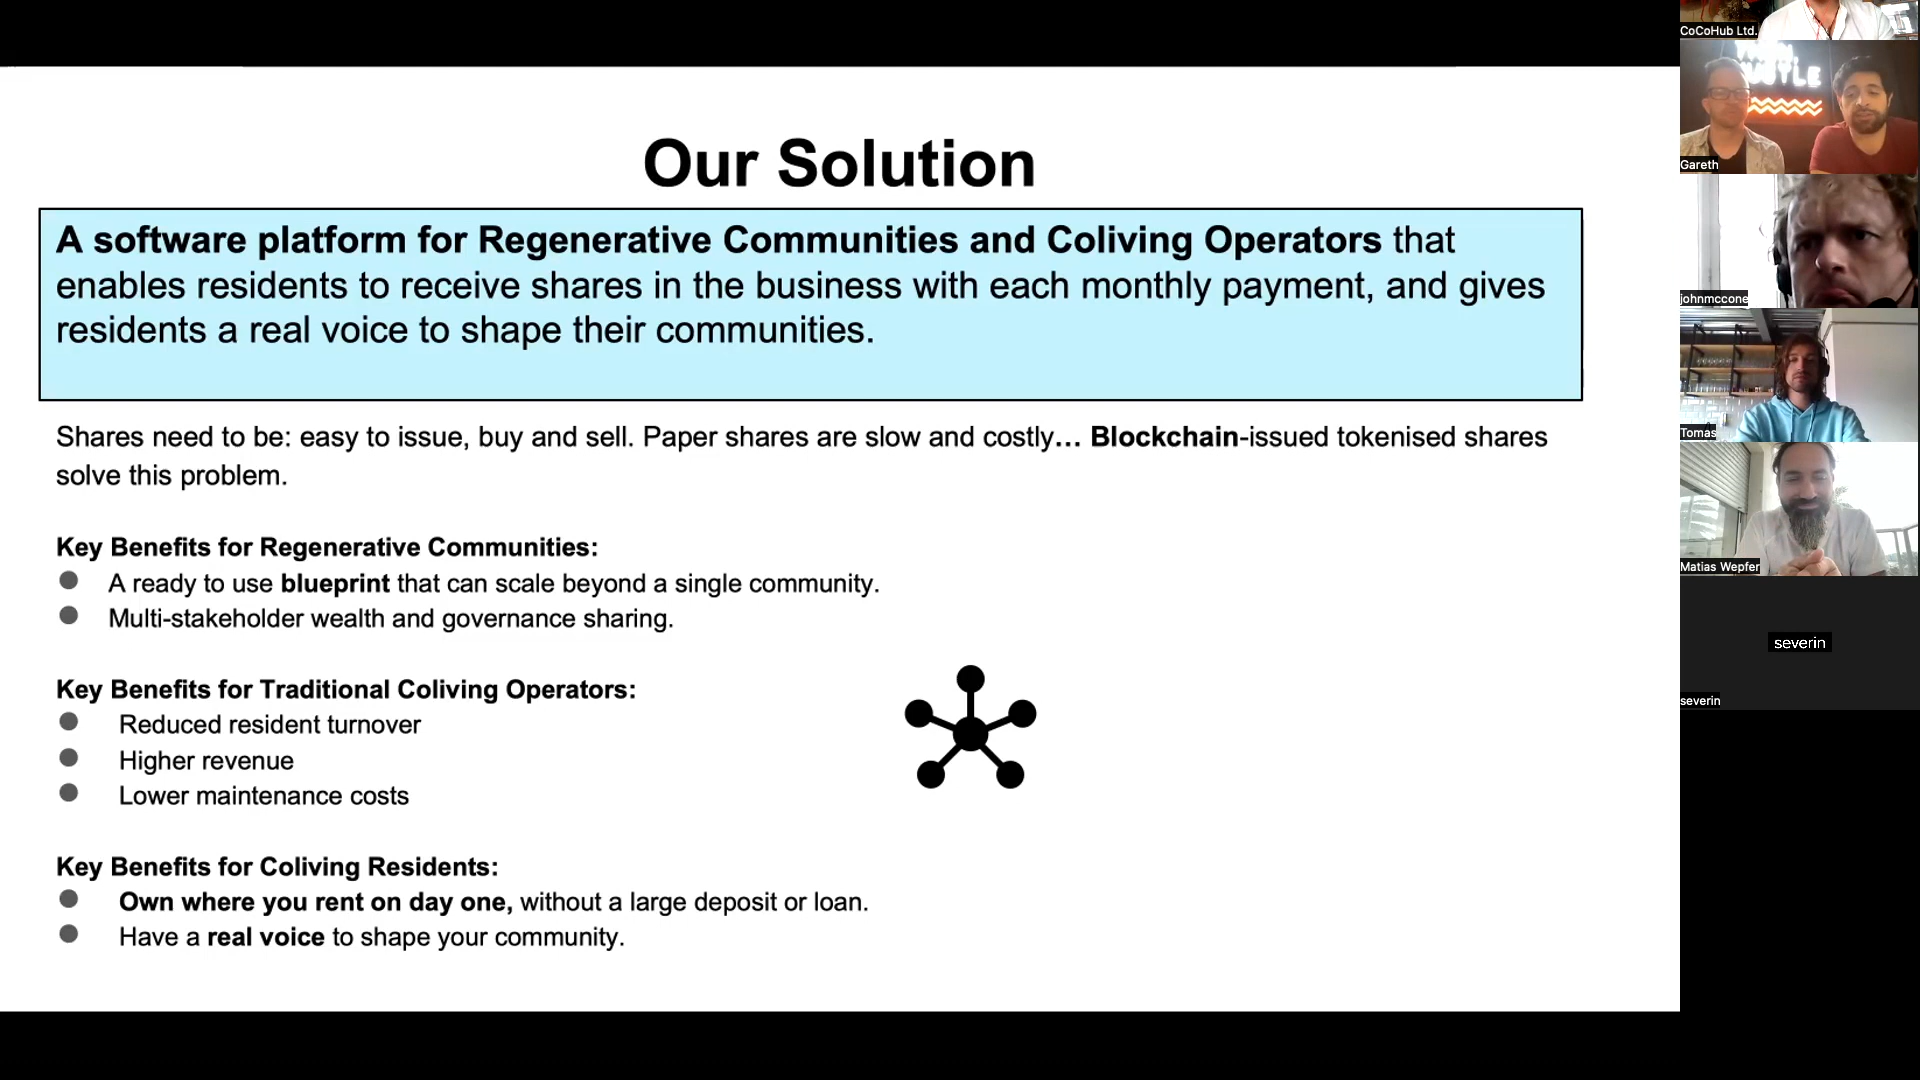 Our Solution
A software platform for Regenerative Communities and Coliving Operators that
enables residents to receive shares in the business with each monthly payment, and gives
residents a real voice to shape their communities.
Shares need to be: easy to issue, buy and sell. Paper shares are slow and costly... Blockchain-issued tokenised shares
solve this problem.
Key Benefits for Regenerative Communities:
● A ready to use blueprint that can scale beyond a single community.
● Multi-stakeholder wealth and governance sharing.
Key Benefits for Traditional Coliving Operators:
● Reduced resident turnover
● Higher revenue
● Lower maintenance costs
Key Benefits for Coliving Residents:
● Own where you rent on day one, without a large deposit or loan.
● Have a real voice to shape your community.
CoCoHub Ltd.
Gareth
johnmccone
Tomas
Matias Wepfer
severin
severin